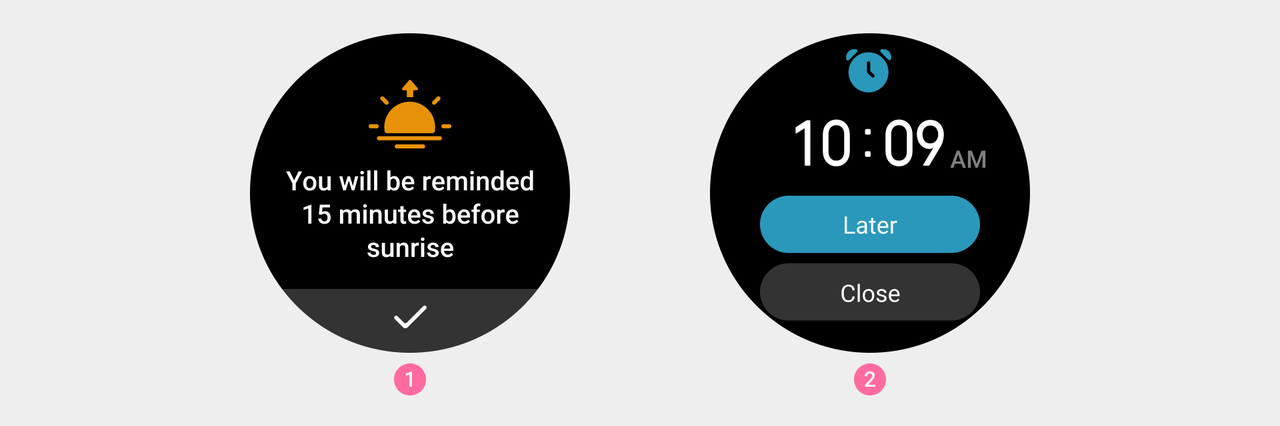 You will be reminded
15 minutes before
sunrise
1
10:09 AM
Later
Close
2